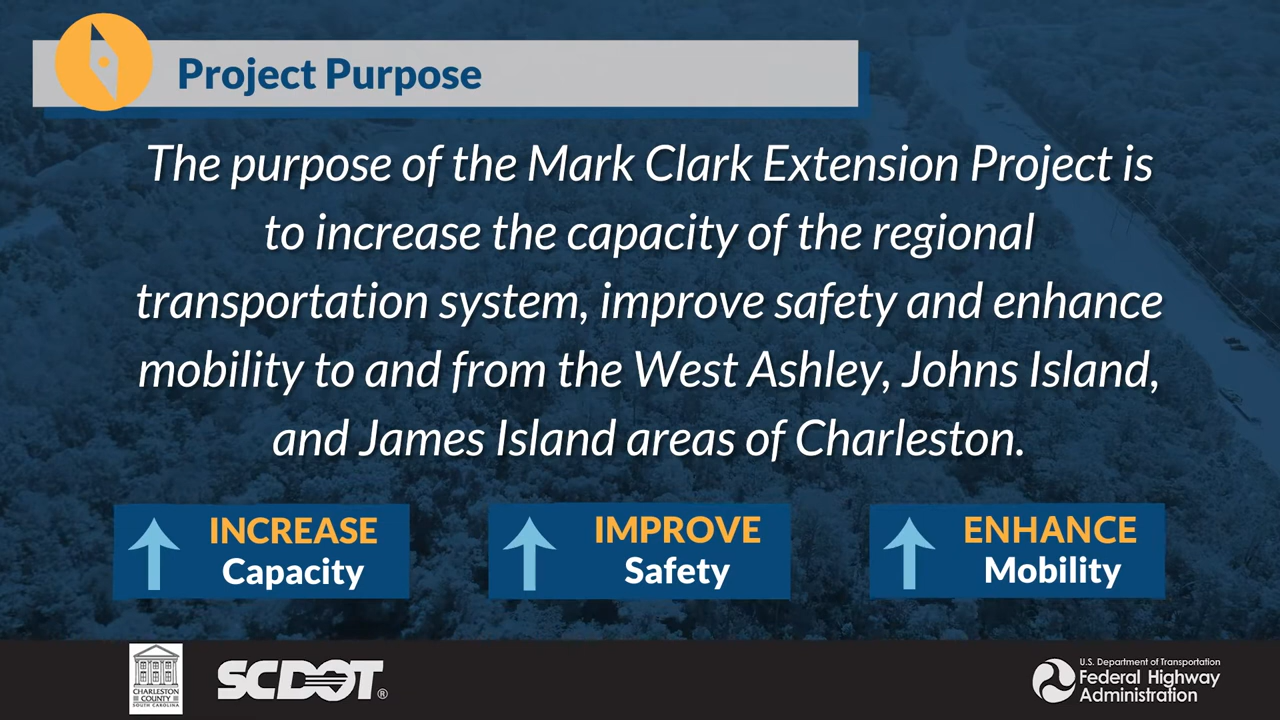 Project Purpose
The purpose of the Mark Clark Extension Project is
to increase the capacity of the regional
transportation system, improve safety and enhance
mobility to and from the West Ashley, Johns Island,
and James Island areas of Charleston.
INCREASE
Capacity
IMPROVE
Safety
ENHANCE
Mobility
CHARLESTON
COUNTY
SOUTH CAROLINA
SCDOT®
U.S. Department of Transportation
Federal Highway
Administration